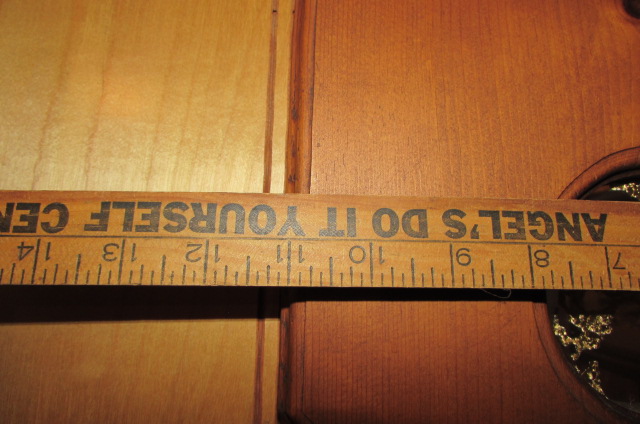 7 8 9 10 11 12 13 14
ANGEL'S DO IT YOURSELF CEN